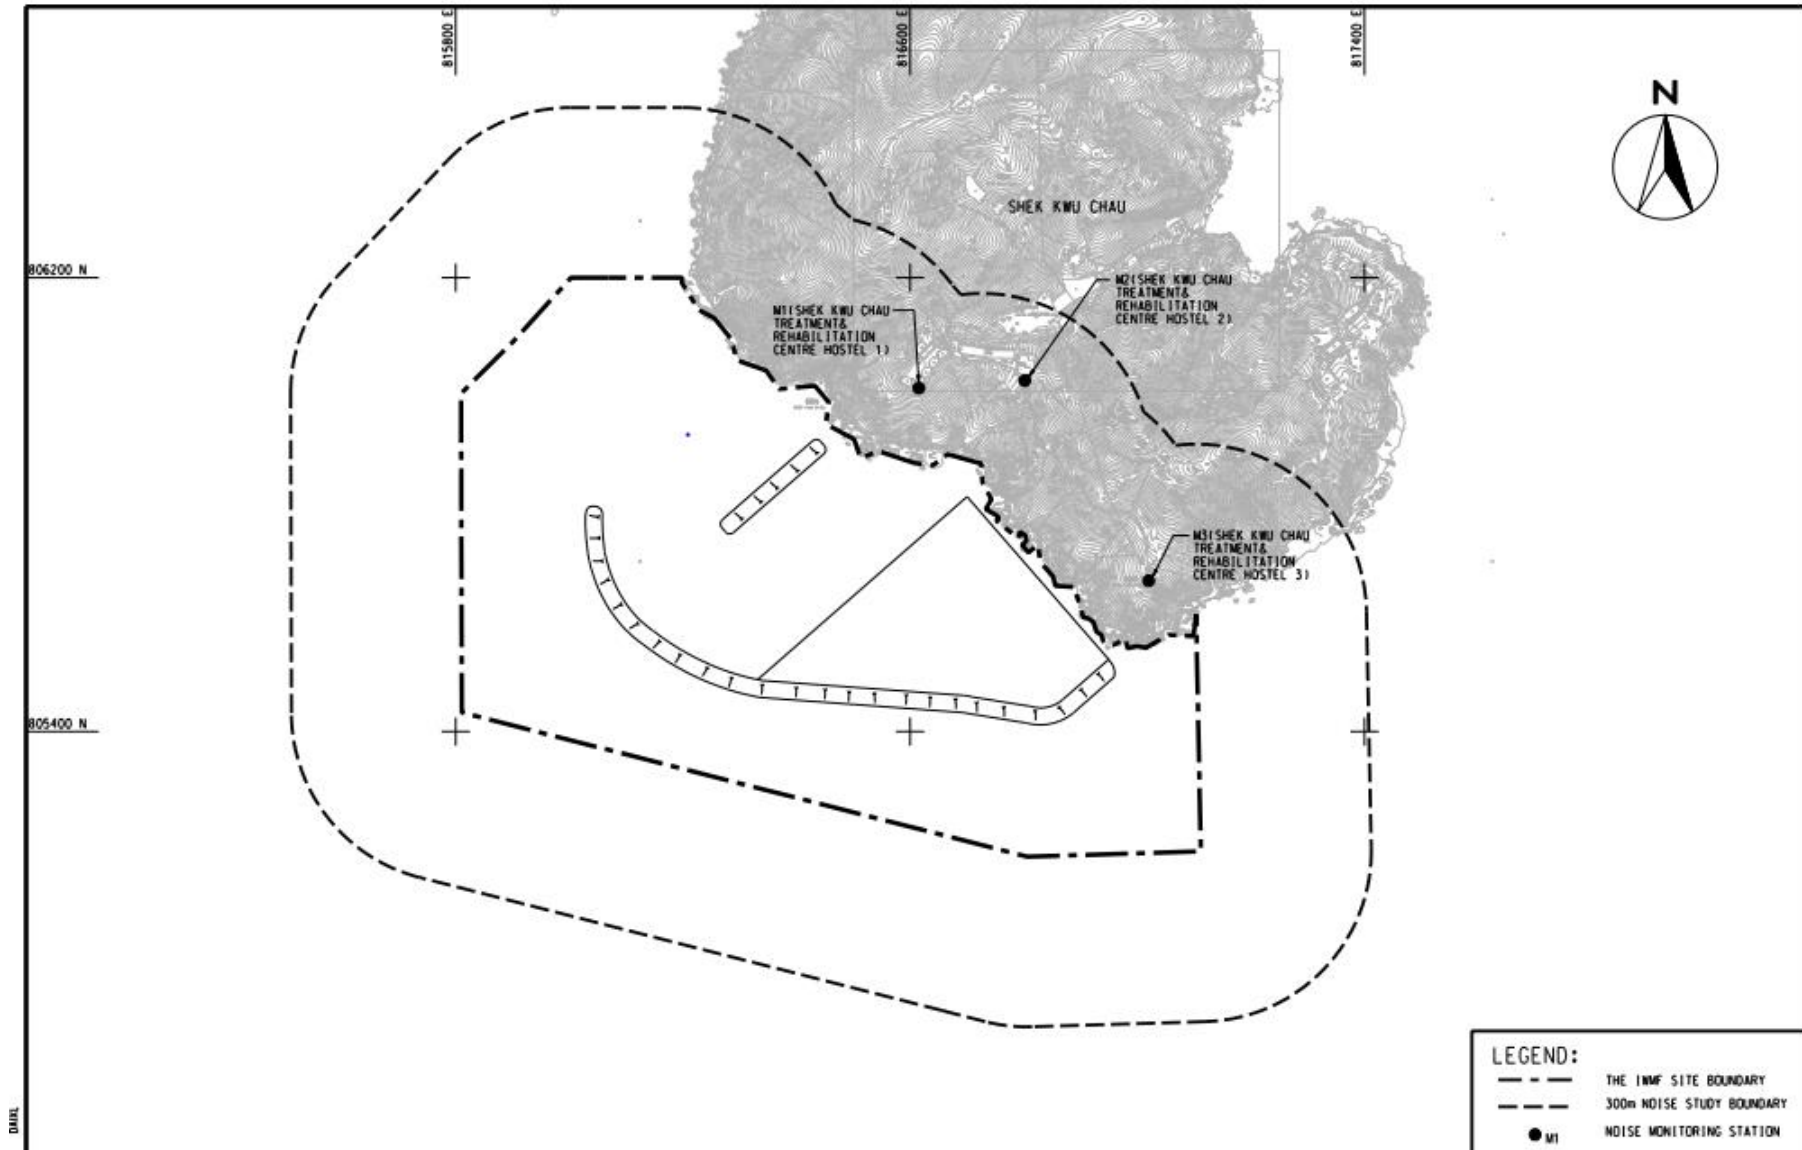 815800 E
816600 E
817400 E
N
SHEK KWU CHAU
806200 N
M2(SHEK KWU CHAU
TREATMENT&
REHABILITATION
CENTRE HOSTEL 2)
M1(SHEK KWU CHAU
TREATMENT&
REHABILITATION
CENTRE HOSTEL 1)
M3(SHEK KWU CHAU
TREATMENT&
REHABILITATION
CENTRE HOSTEL 3)
805400 N
LEGEND:
THE IWMF SITE BOUNDARY
300m NOISE STUDY BOUNDARY
M1 NOISE MONITORING STATION